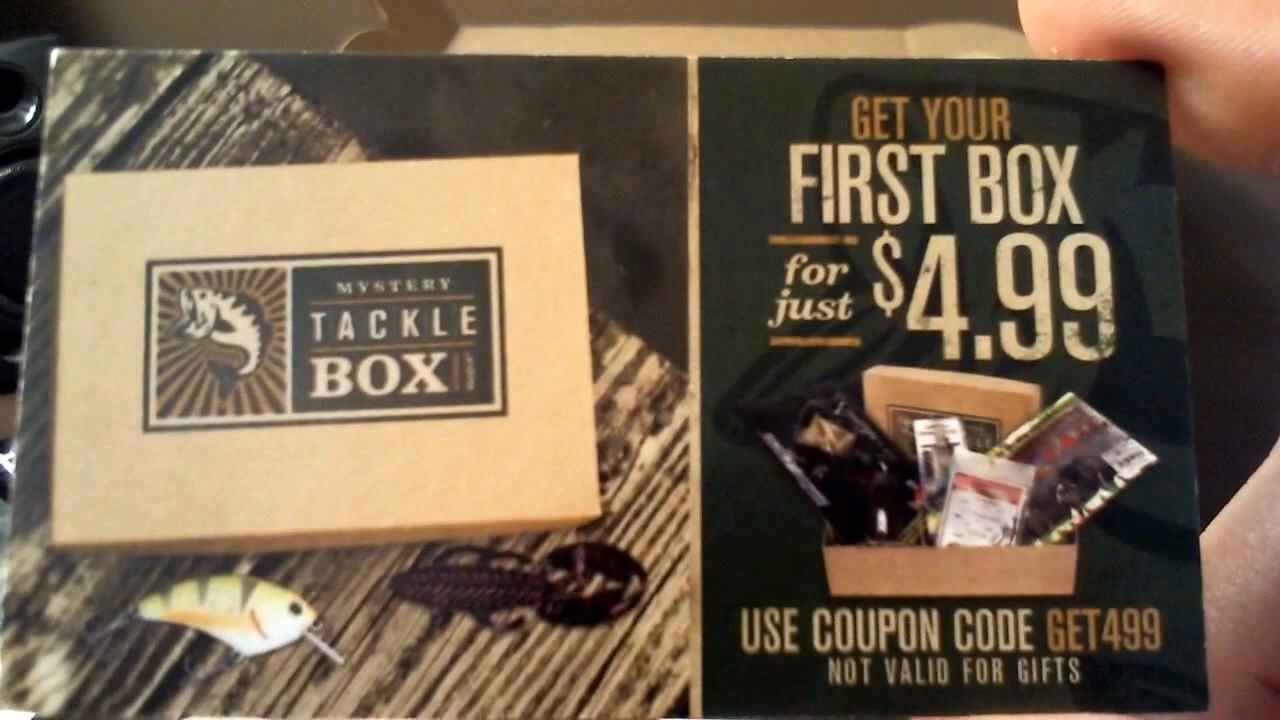 MYSTERY
TACKLE
BOX
GET YOUR
FIRST BOX
for
just
$4.99
USE COUPON CODE GET499
NOT VALID FOR GIFTS